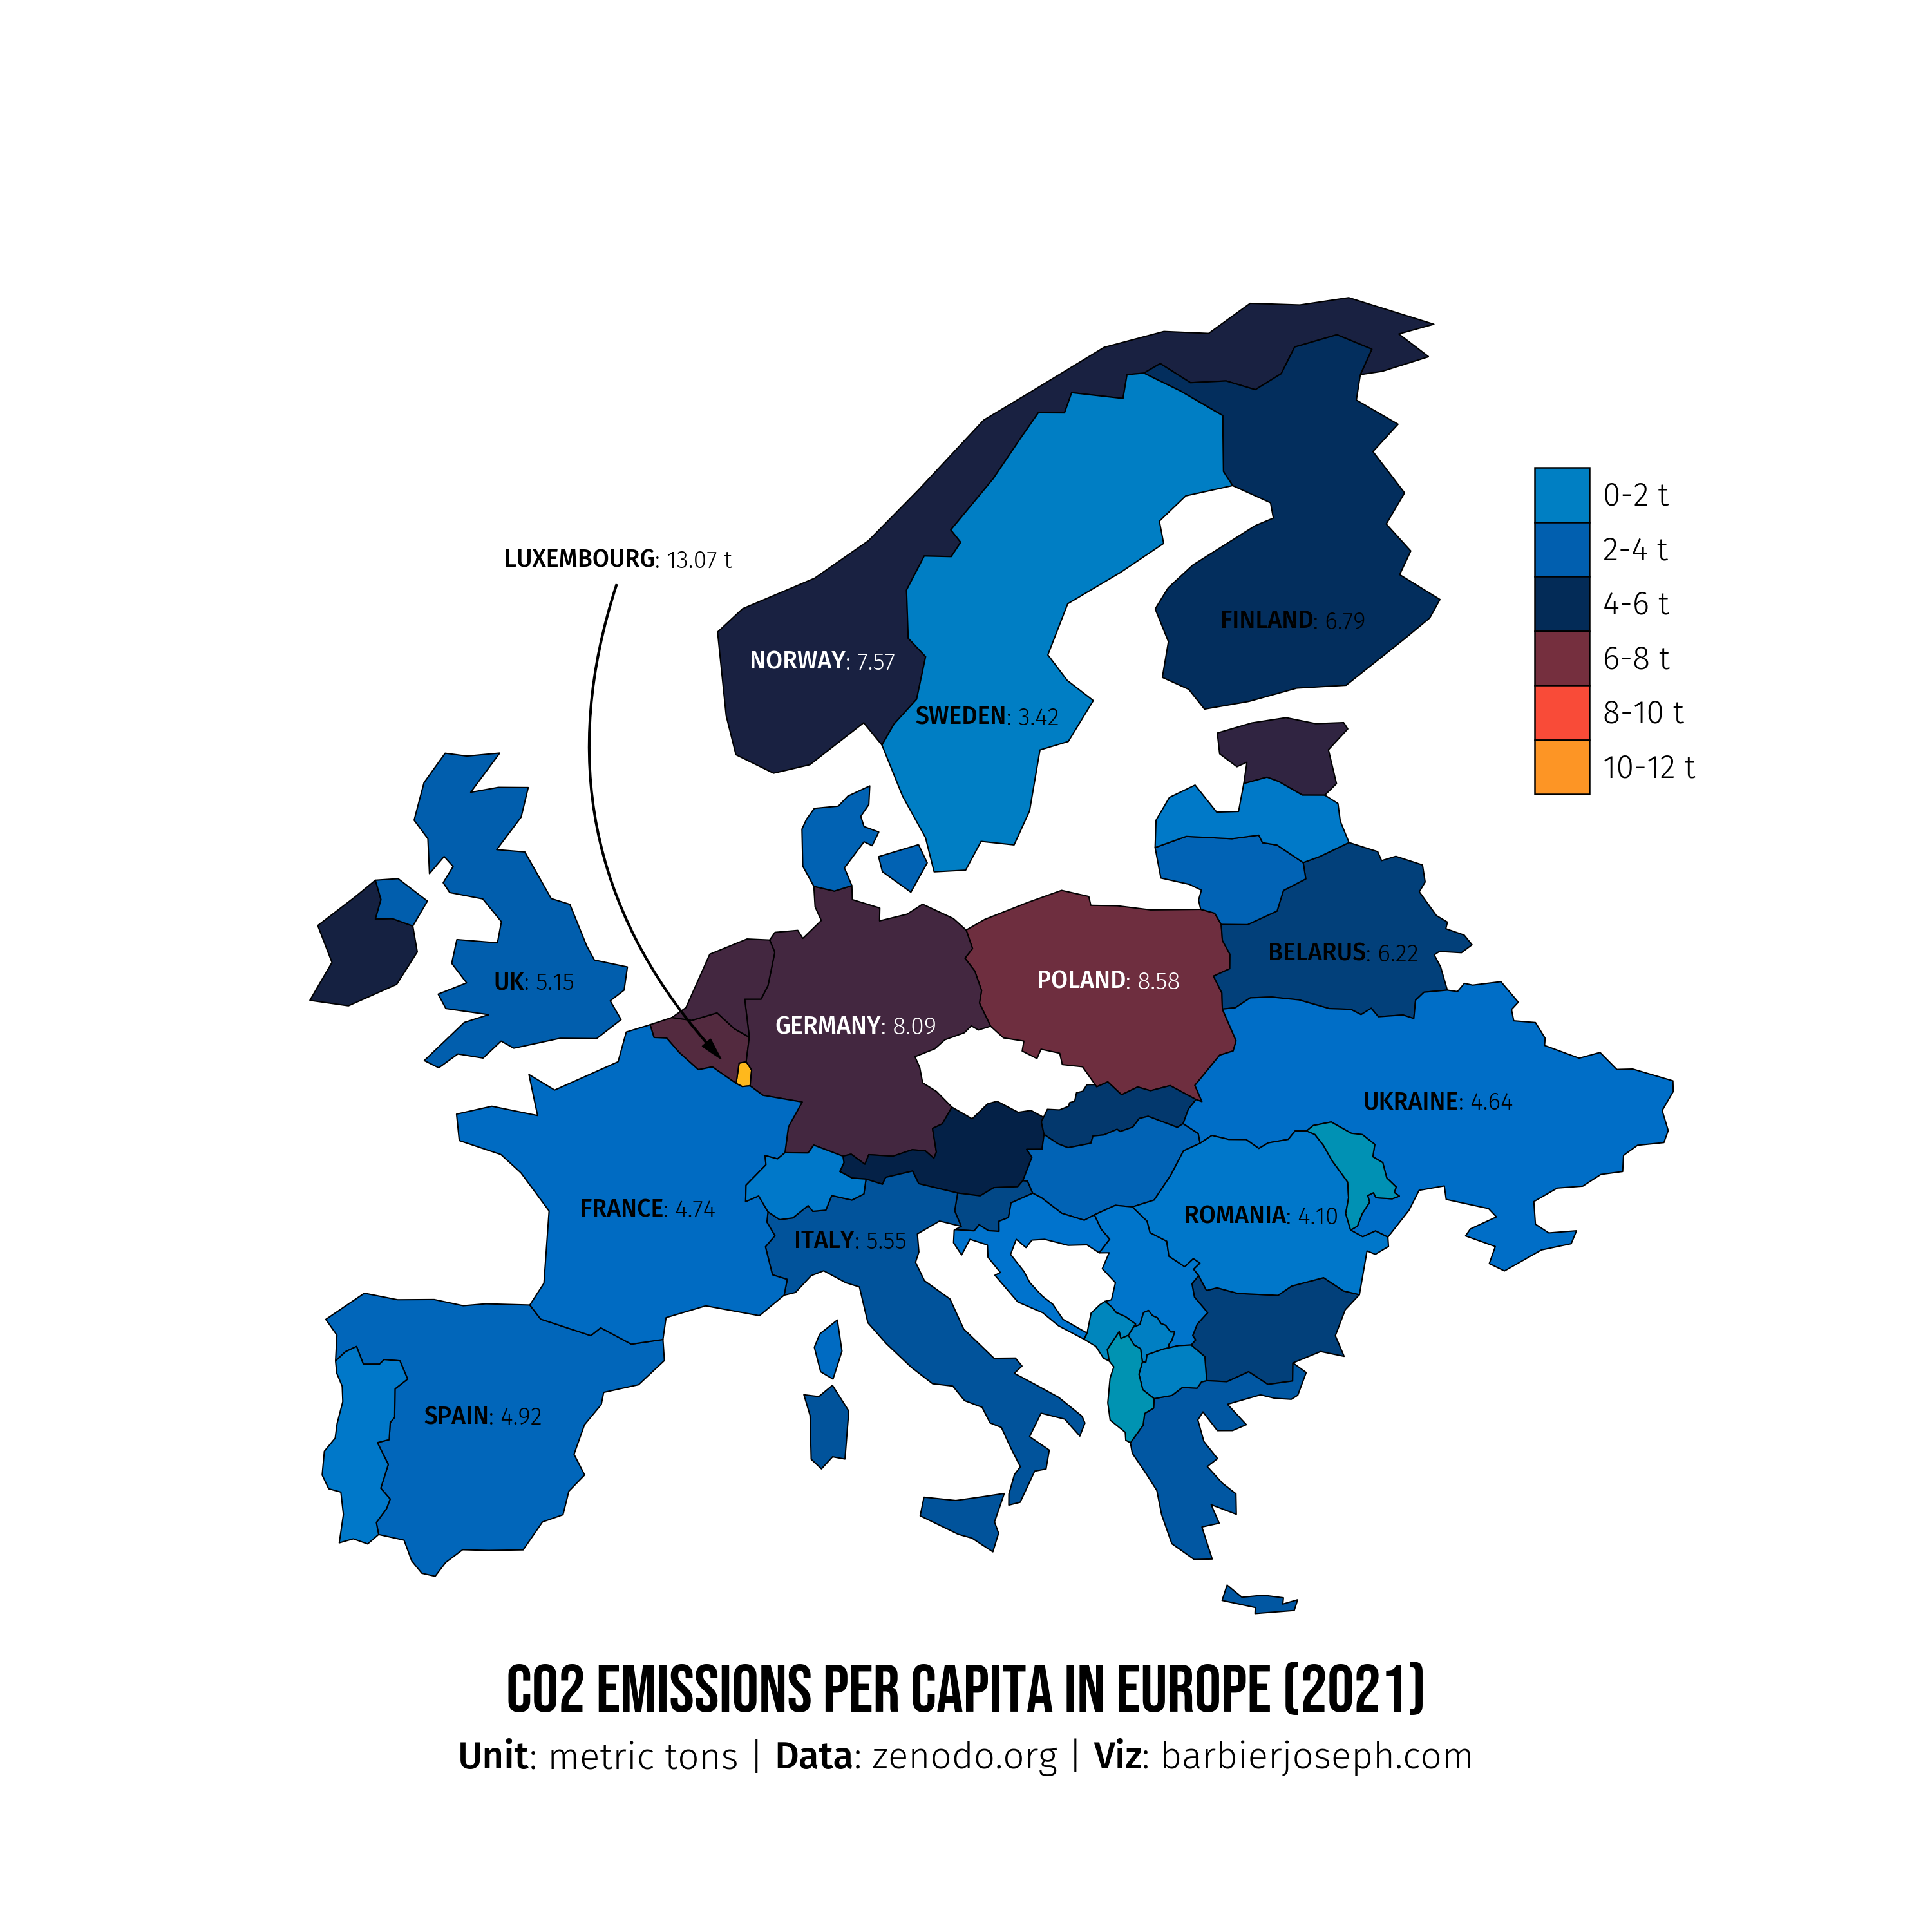 LUXEMBOURG: 13.07 t
NORWAY: 7.57
SWEDEN: 3.42
FINLAND: 6.79
0-2 t
2-4 t
4-6 t
6-8 t
8-10 t
10-12 t
UK: 5.15
BELARUS: 6.22
POLAND: 8.58
GERMANY: 8.09
UKRAINE: 4.64
FRANCE: 4.74
ROMANIA: 4.10
ITALY: 5.55
SPAIN: 4.92
CO2 EMISSIONS PER CAPITA IN EUROPE (2021)
Unit: metric tons | Data: zenodo.org | Viz: barbierjoseph.com